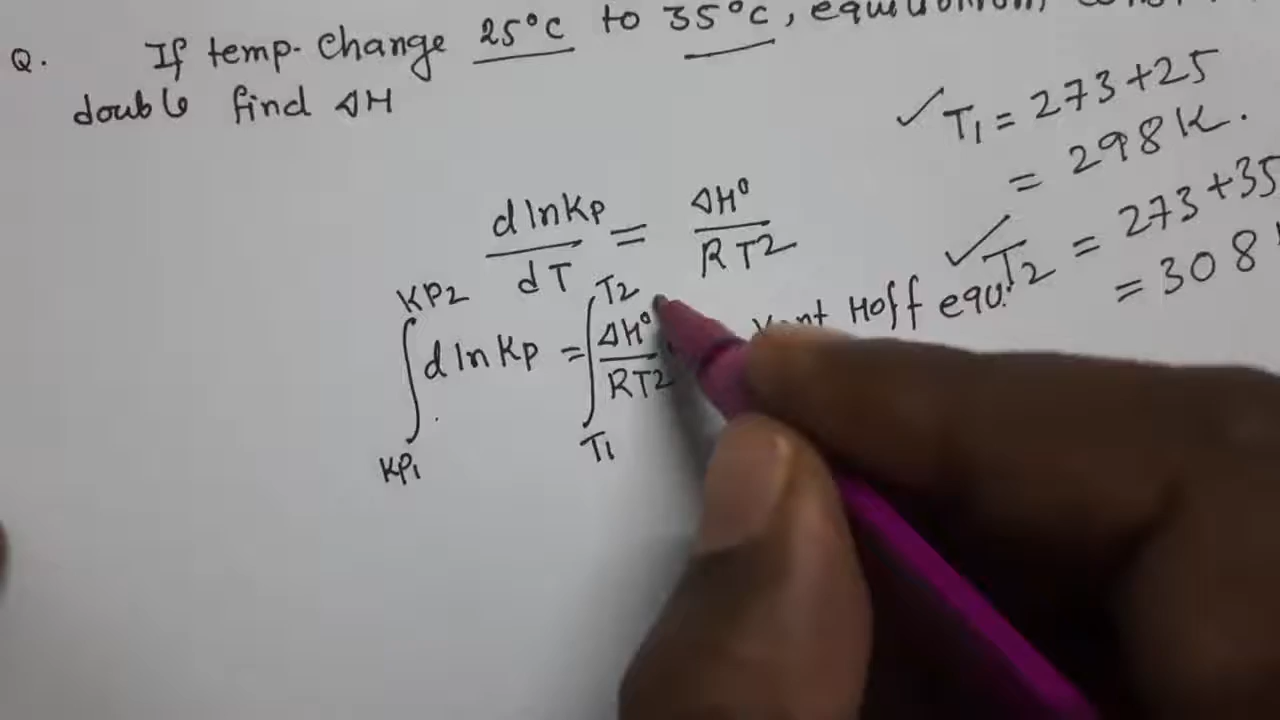 Q. If temp. change 25°C to 35°C,
double find ΔH
T1 = 273+25
= 298K.
T2 = 273+35
= 308
d ln Kp / dT = ΔH° / RT2
Hoff equ.
∫ KP1 KP2 d ln Kp = ∫ T1 T2 ΔH° / RT2